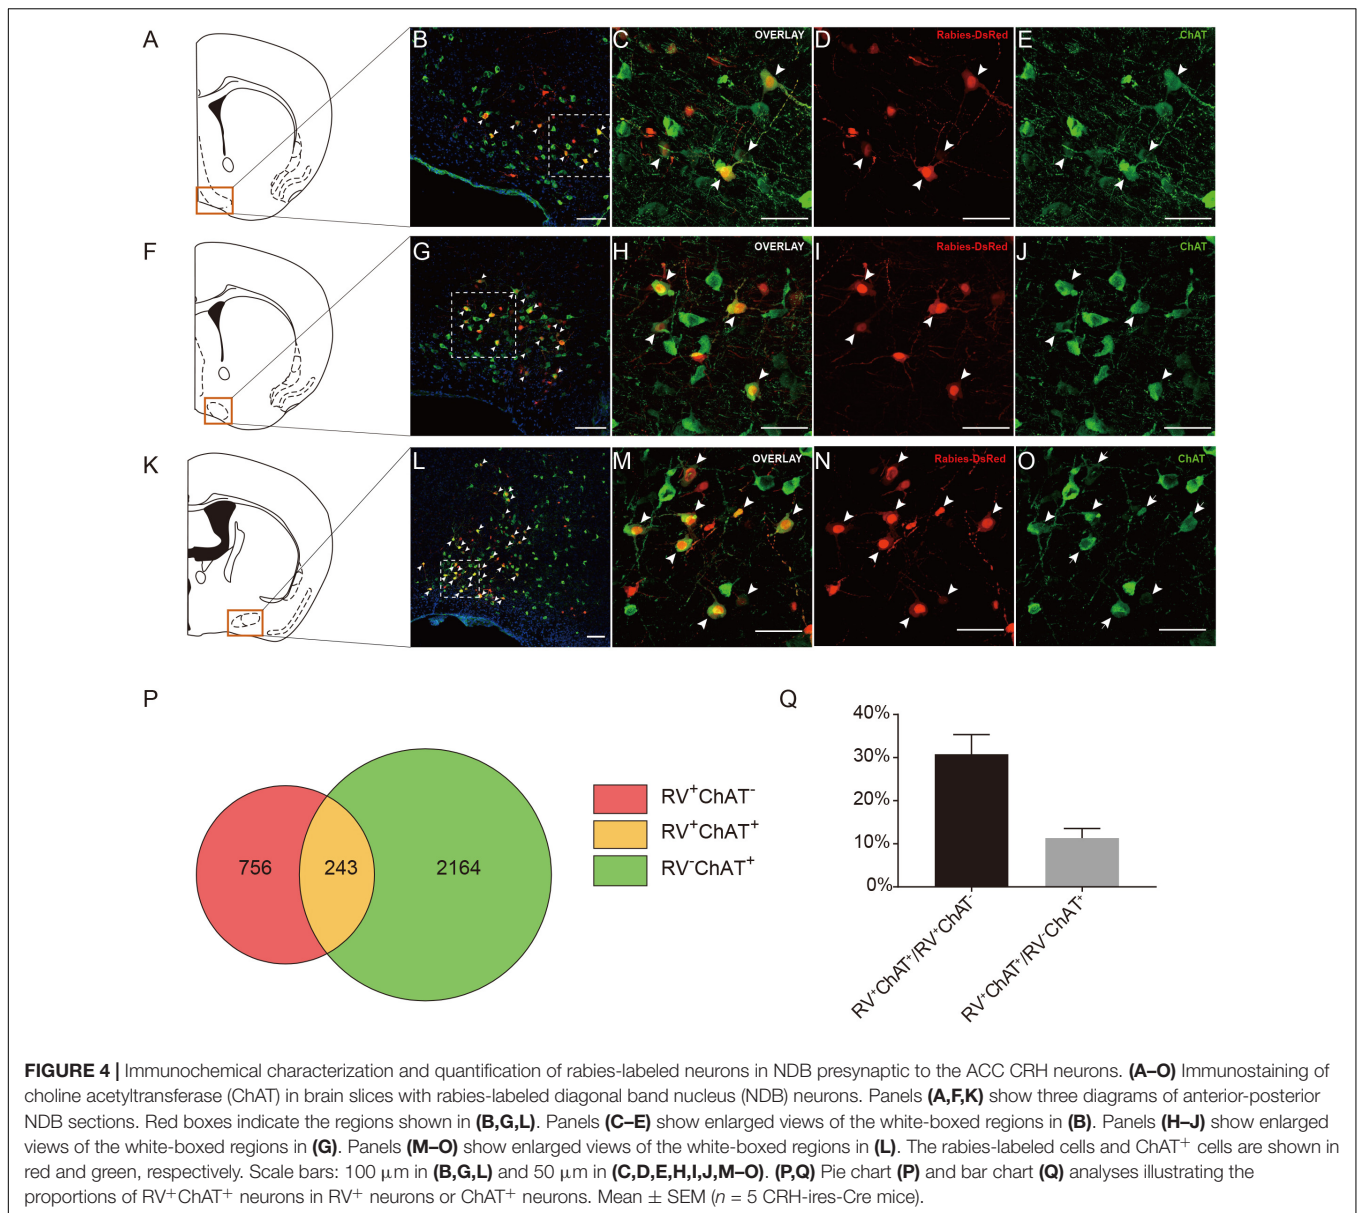 A
B
OVERLAY
C
Rabies-DsRed
D
ChAT
E
F
G
OVERLAY
H
Rabies-DsRed
I
ChAT
J
K
L
OVERLAY
M
Rabies-DsRed
N
ChAT
O
P
756
243
2164
RV⁺ChAT⁻
RV⁺ChAT⁺
RV⁻ChAT⁺
Q
40%
30%
20%
10%
0%
RV⁺ChAT⁺/RV⁺ChAT⁻
RV⁺ChAT⁺/RV⁻ChAT⁺
FIGURE 4 | Immunochemical characterization and quantification of rabies-labeled neurons in NDB presynaptic to the ACC CRH neurons. (A–O) Immunostaining of
choline acetyltransferase (ChAT) in brain slices with rabies-labeled diagonal band nucleus (NDB) neurons. Panels (A,F,K) show three diagrams of anterior-posterior
NDB sections. Red boxes indicate the regions shown in (B,G,L). Panels (C–E) show enlarged views of the white-boxed regions in (B). Panels (H–J) show enlarged
views of the white-boxed regions in (G). Panels (M–O) show enlarged views of the white-boxed regions in (L). The rabies-labeled cells and ChAT⁺ cells are shown in
red and green, respectively. Scale bars: 100 μm in (B,G,L) and 50 μm in (C,D,E,H,I,J,M–O). (P,Q) Pie chart (P) and bar chart (Q) analyses illustrating the
proportions of RV⁺ChAT⁺ neurons in RV⁺ neurons or ChAT⁺ neurons. Mean ± SEM (n = 5 CRH-ires-Cre mice).